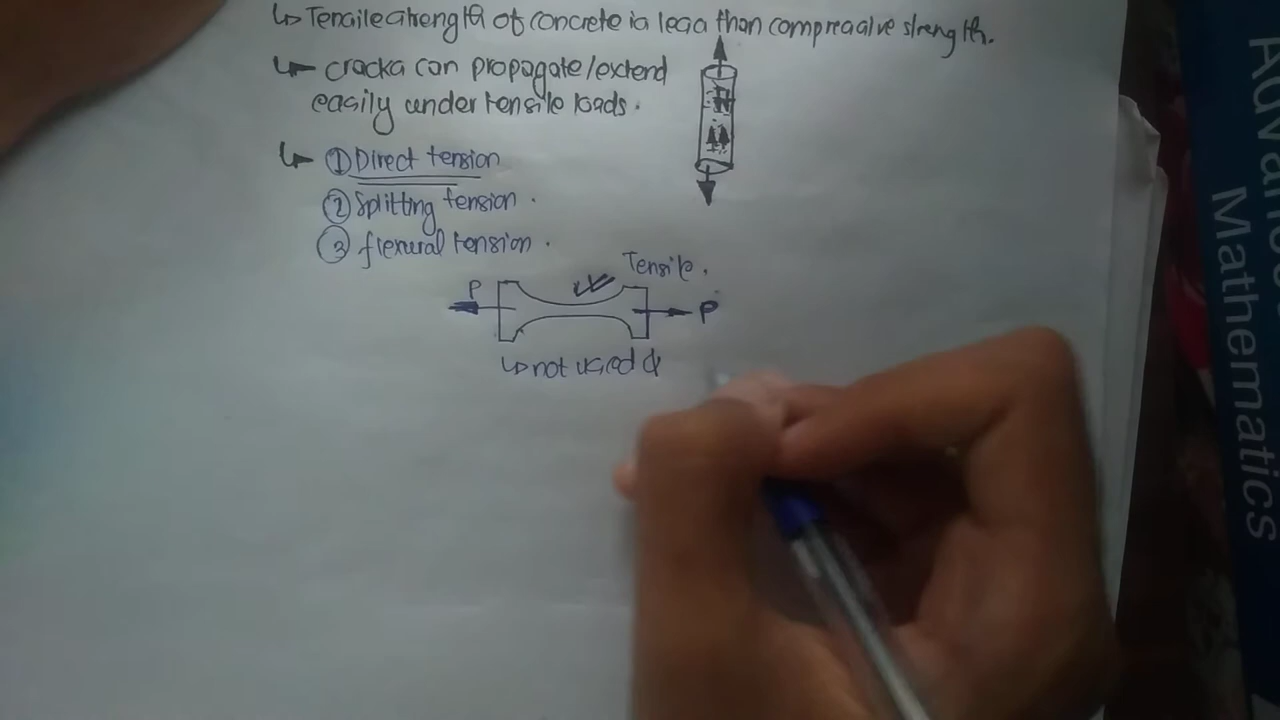 ↳ Tensile strength of concrete is less than compressive strength.
↳ cracks can propagate/extend
easily under tensile loads.
↳ ① Direct tension
② Splitting tension.
③ flexural tension.
Tensile.
P
P
↳ not used d
Advan
Mathematics